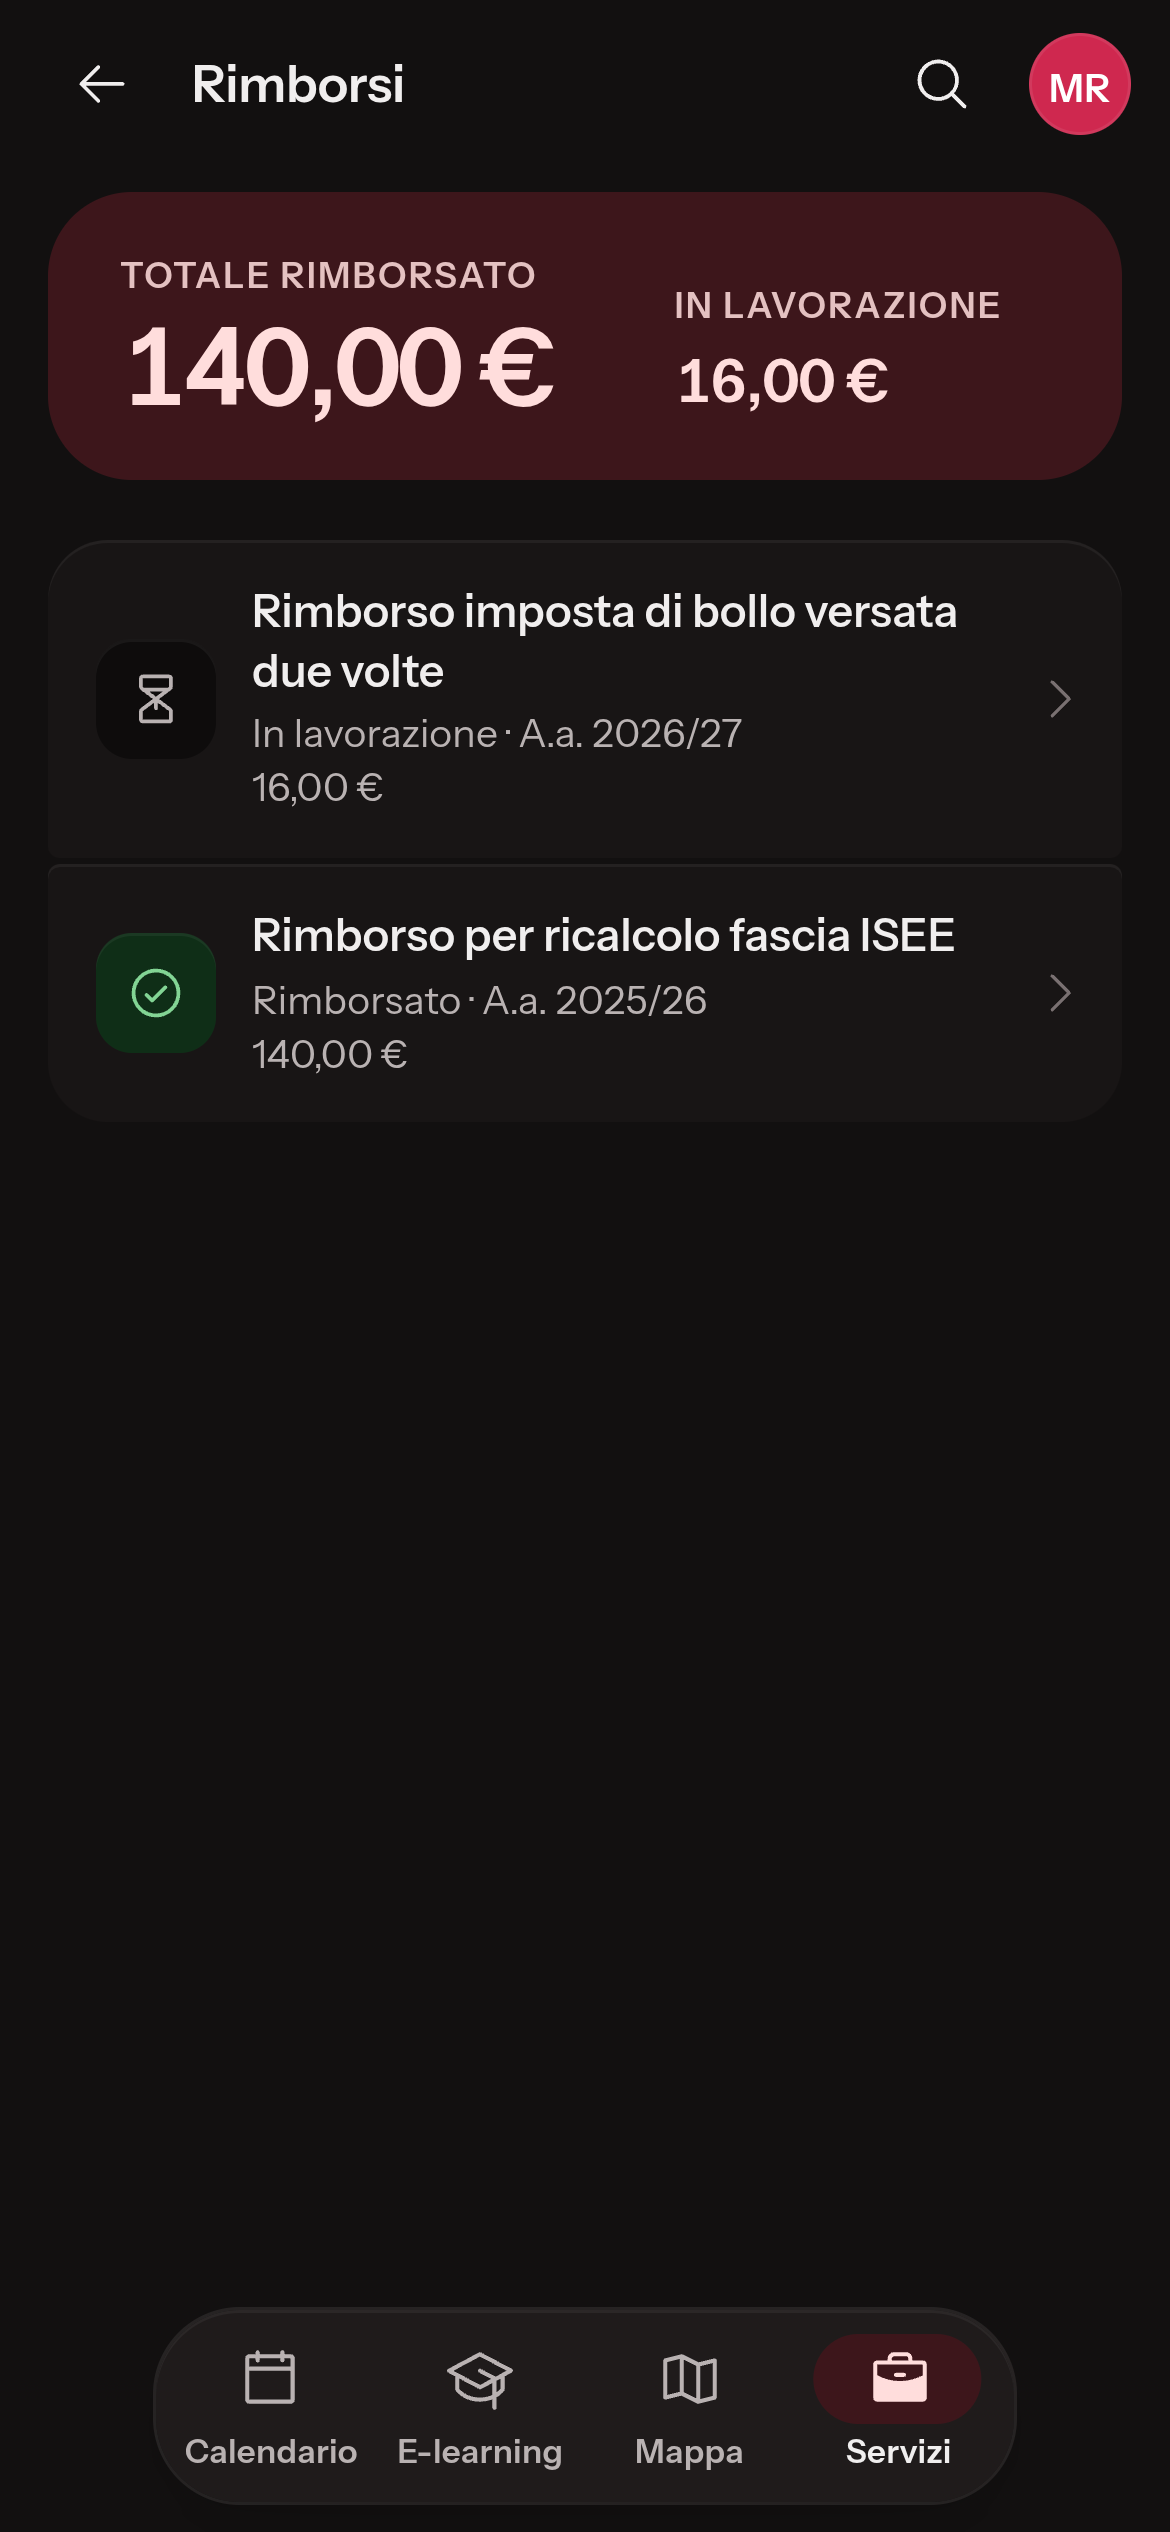 Rimborsi
MR
TOTALE RIMBORSATO
140,00 €
IN LAVORAZIONE
16,00 €
Rimborso imposta di bollo versata
due volte
In lavorazione · A.a. 2026/27
16,00 €
Rimborso per ricalcolo fascia ISEE
Rimborsato · A.a. 2025/26
140,00 €
Calendario
E-learning
Mappa
Servizi